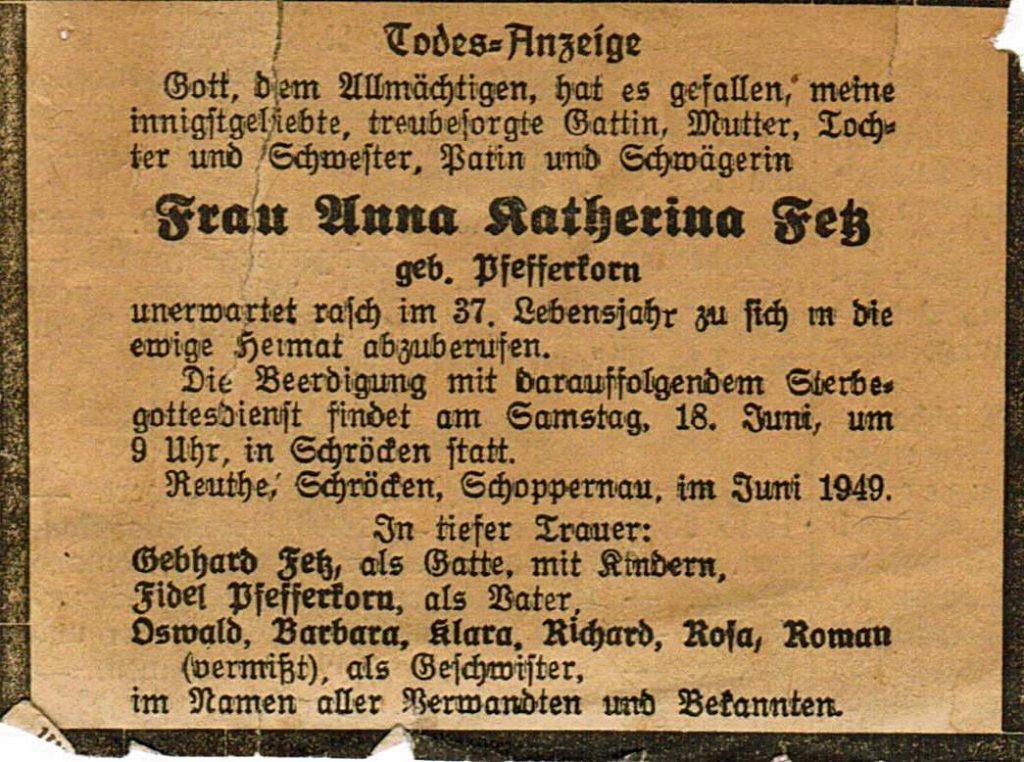 Todes-Anzeige
Gott, dem Allmächtigen, hat es gefallen, meine
innigstgeliebte, treubesorgte Gattin, Mutter, Toch-
ter und Schwester, Patin und Schwägerin
Frau Anna Katherina Fetz
geb. Pfefferkorn
unerwartet rasch im 37. Lebensjahr zu sich in die
ewige Heimat abzuberufen.
Die Beerdigung mit darauffolgendem Sterbe-
gottesdienst findet am Samstag, 18. Juni, um
9 Uhr, in Schröcken statt.
Reuthe, Schröcken, Schoppernau, im Juni 1949.
In tiefer Trauer:
Gebhard Fetz, als Gatte, mit Kindern,
Fidel Pfefferkorn, als Vater,
Oswald, Barbara, Klara, Richard, Rosa, Roman
(vermißt), als Geschwister,
im Namen aller Verwandten und Bekannten.